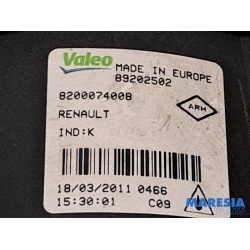 Valeo
MADE IN EUROPE
89202502
8200074008
ARH
RENAULT
IND:K
18/03/2011 0466
15:30:01 C09
MARESIA